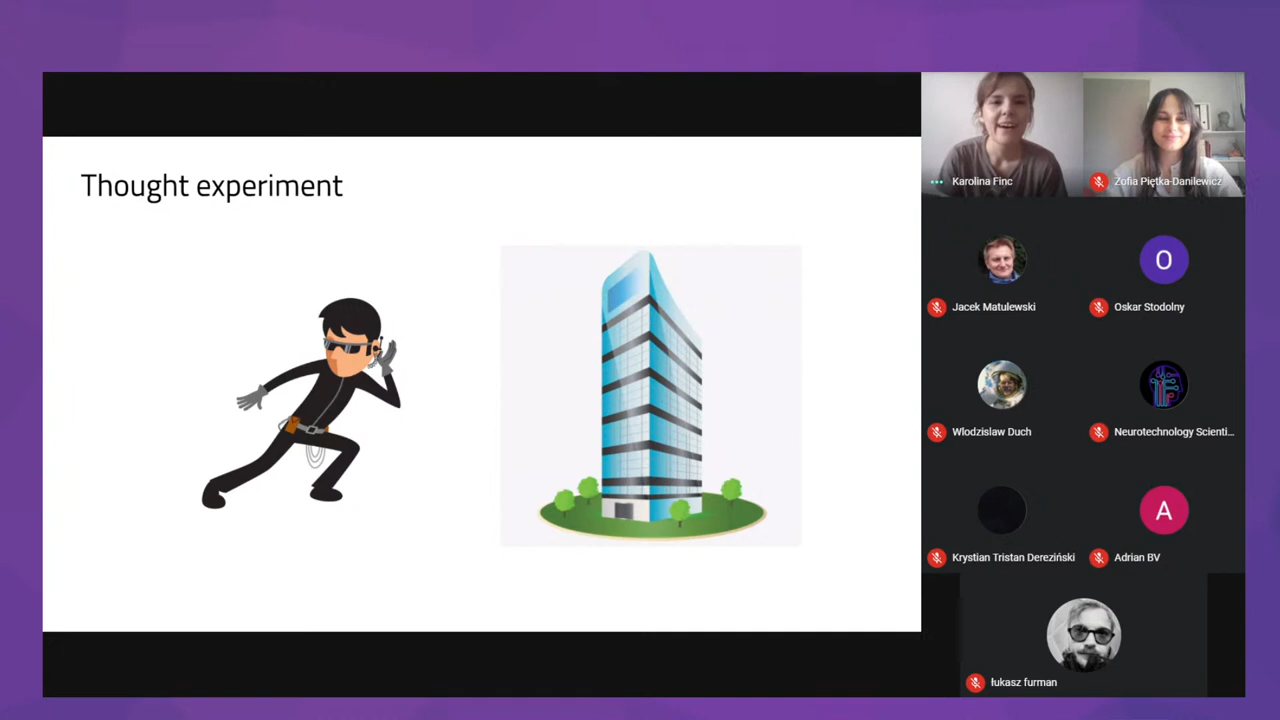 Thought experiment
Karolina Finc
Zofia Piętka-Danilewicz
Jacek Matulewski
O
Oskar Stodolny
Wlodzislaw Duch
Neurotechnology Scienti...
Krystian Tristan Dereziński
A
Adrian BV
łukasz furman